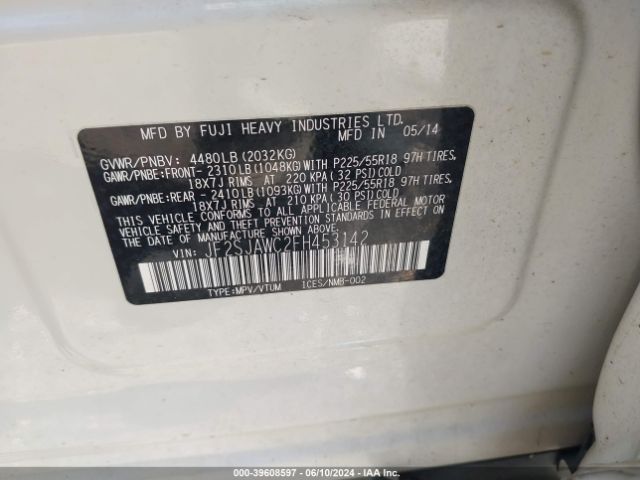 MFD BY FUJI HEAVY INDUSTRIES LTD.
MFD IN 05/14
GVWR/PNBV: 4480LB(2032KG)
GAWR/PNBE:FRONT- 2310LB(1048KG)WITH P225/55R18 97H TIRES,
18X7J RIMS AT 220 KPA(32 PSI)COLD
GAWR/PNBE:REAR - 2410LB(1093KG)WITH P225/55R18 97H TIRES,
18X7J RIMS AT 210 KPA(30 PSI)COLD
THIS VEHICLE CONFORMS TO ALL APPLICABLE FEDERAL MOTOR
VEHICLE SAFETY AND THEFT PREVENTION STANDARDS IN EFFECT
ON THE DATE OF MANUFACTURE SHOWN ABOVE.
VIN: JF2SJAWC2FH453142
TYPE:MPV/VTUM ICES/NMB-002
000-39608597 - 06/10/2024 - IAA Inc.